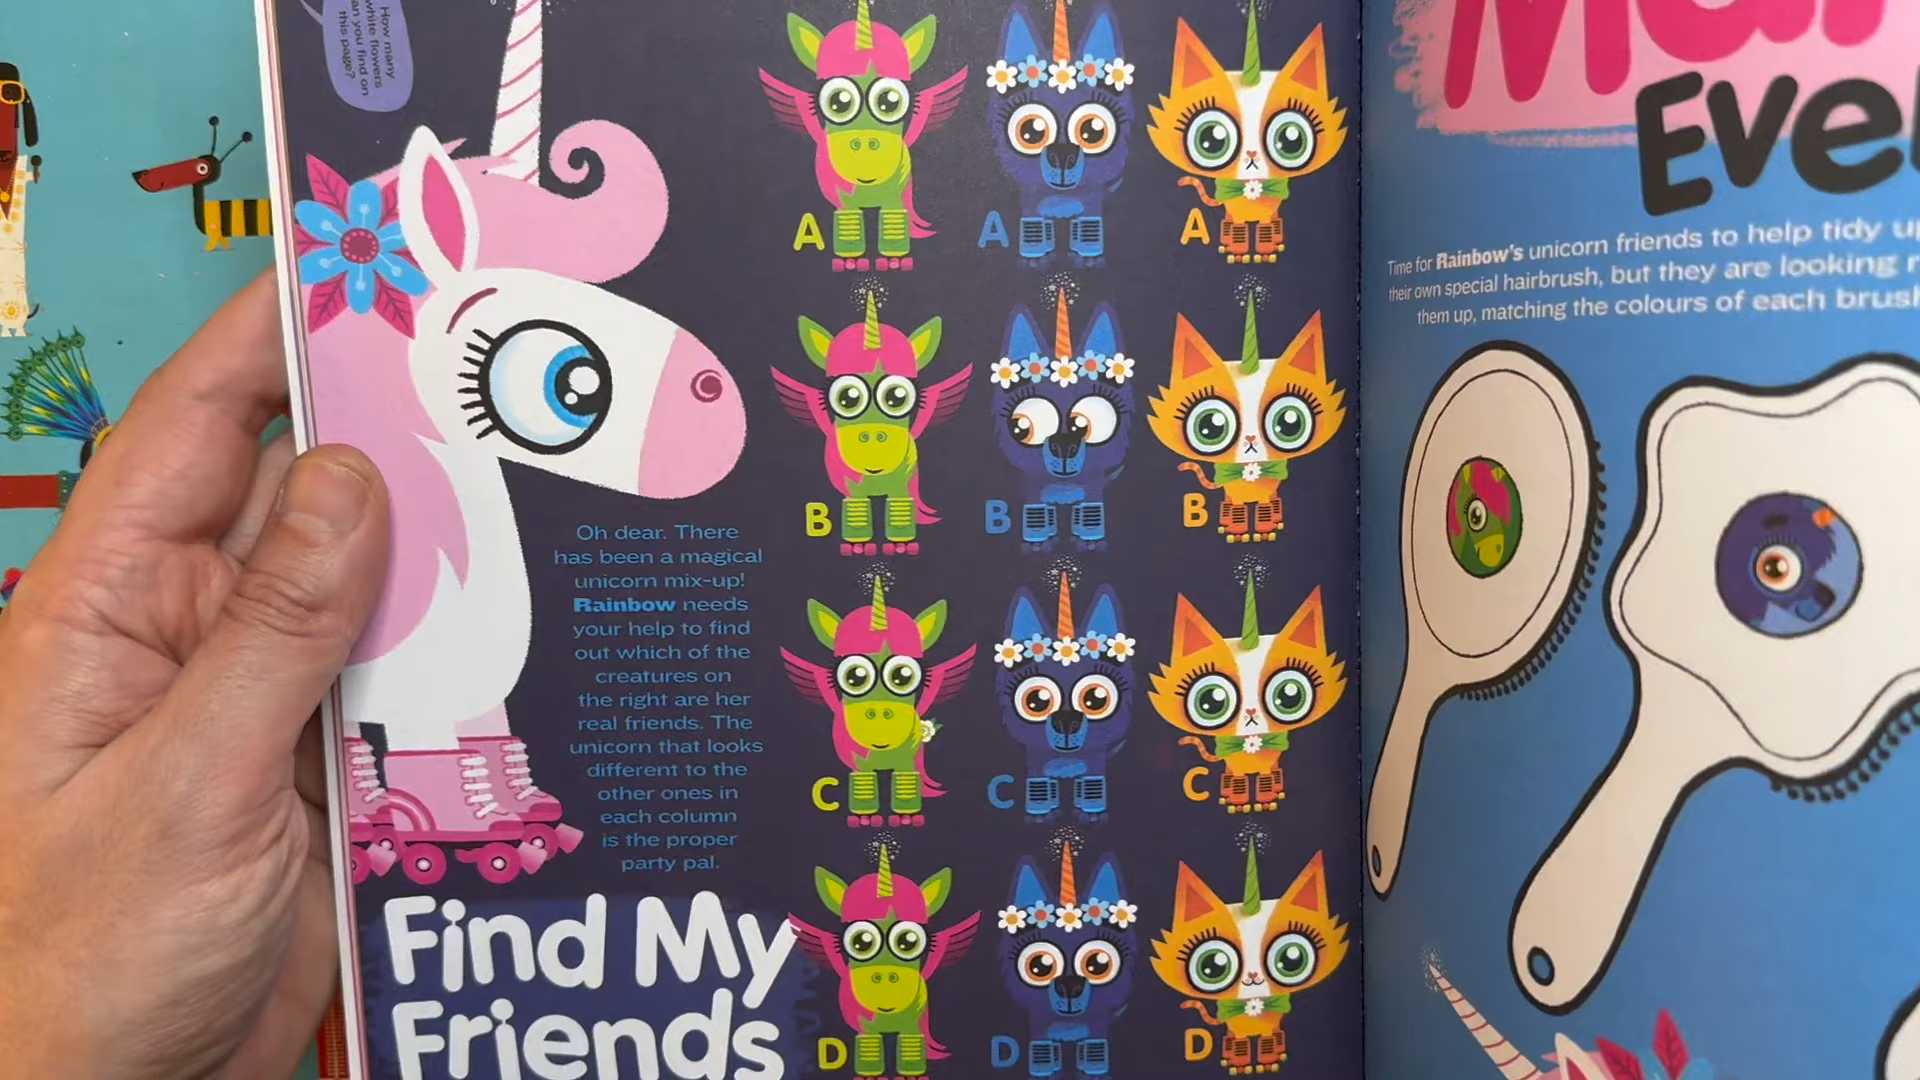 How many
white flowers
can you find on
this page?
A
A
A
B
B
B
Oh dear. There
has been a magical
unicorn mix-up!
Rainbow needs
your help to find
out which of the
creatures on
the right are her
real friends. The
unicorn that looks
different to the
other ones in
each column
is the proper
party pal.
C
C
C
Find My
Friends
D
D
D
Eve
Time for Rainbow's unicorn friends to help tidy up
their own special hairbrush, but they are looking
them up, matching the colours of each brush